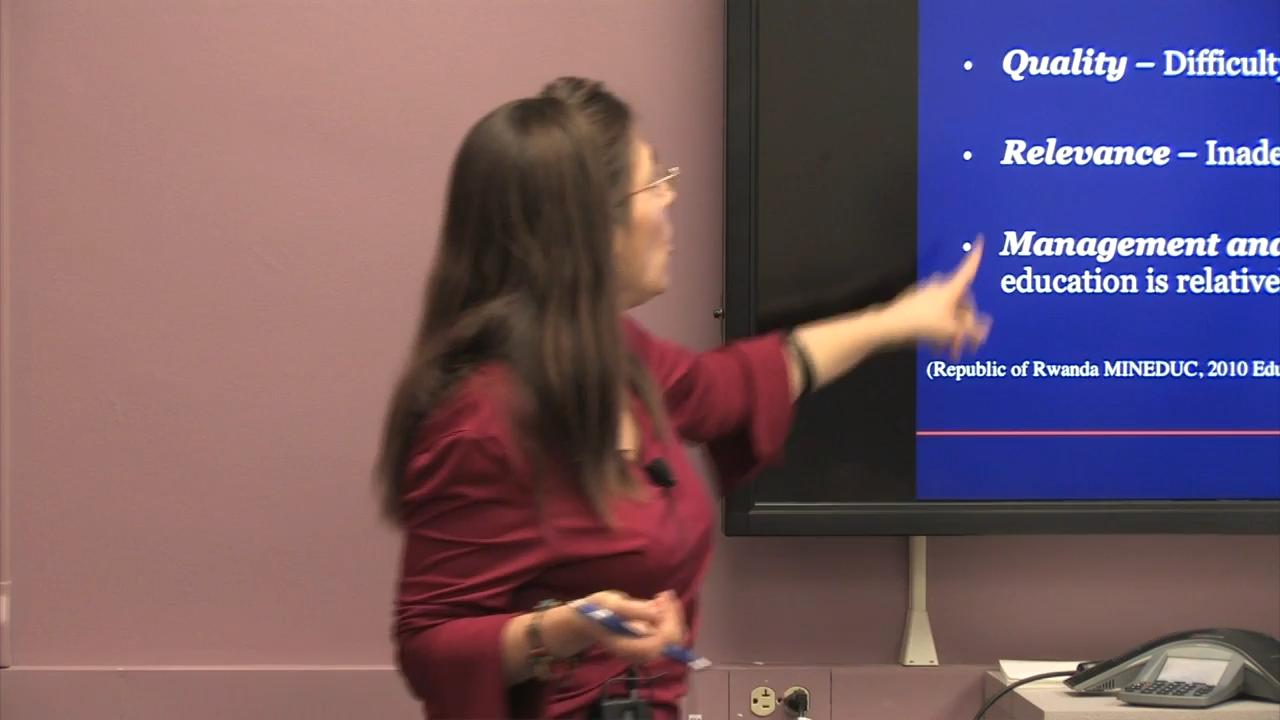 • Quality – Difficulty
• Relevance – Inade
• Management and
education is relative
(Republic of Rwanda MINEDUC, 2010 Edu